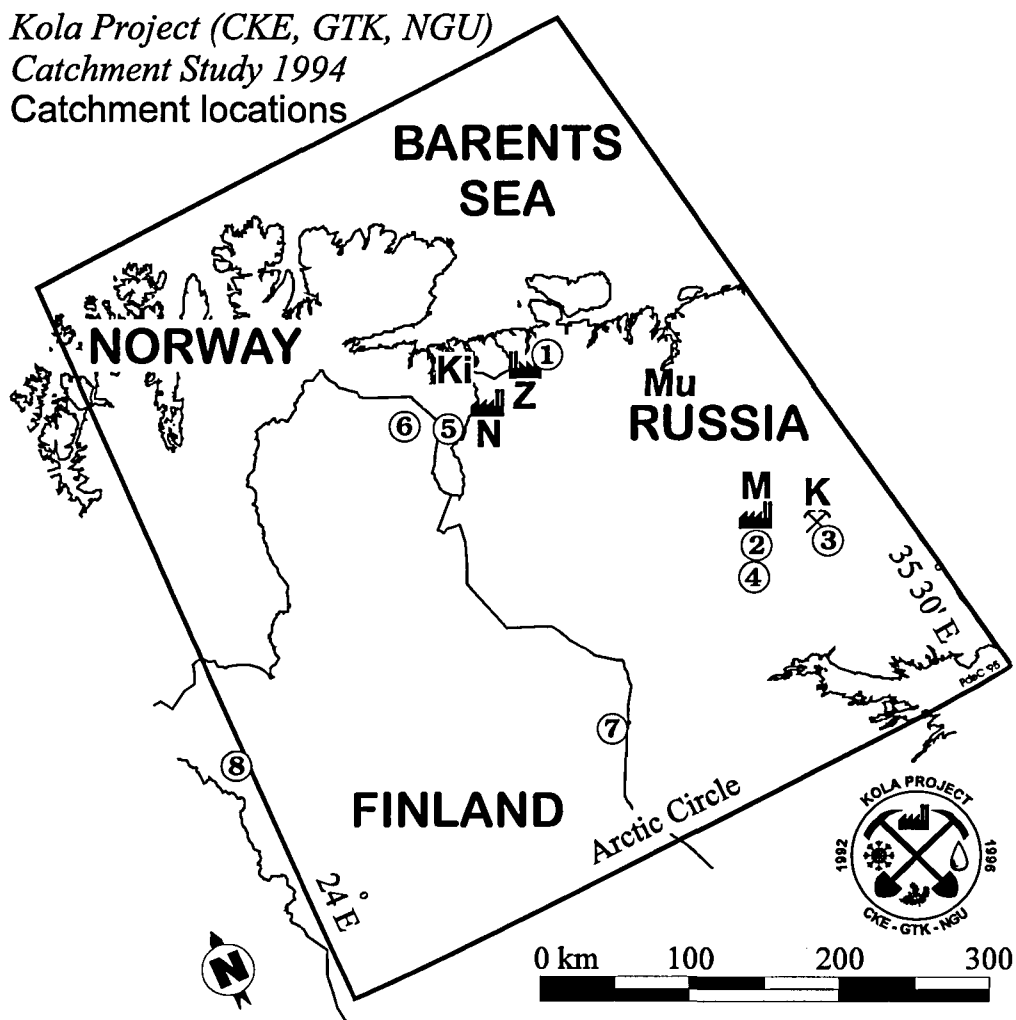 Kola Project (CKE, GTK, NGU)
Catchment Study 1994
Catchment locations
BARENTS
SEA
NORWAY
Ki
1
Z
Mu
6
5
N
RUSSIA
M
K
2
3
4
35°30' E
PdeC '95
7
8
FINLAND
Arctic Circle
24°E
KOLA PROJECT
1992
1996
CKE - GTK - NGU
N
0 km 100 200 300